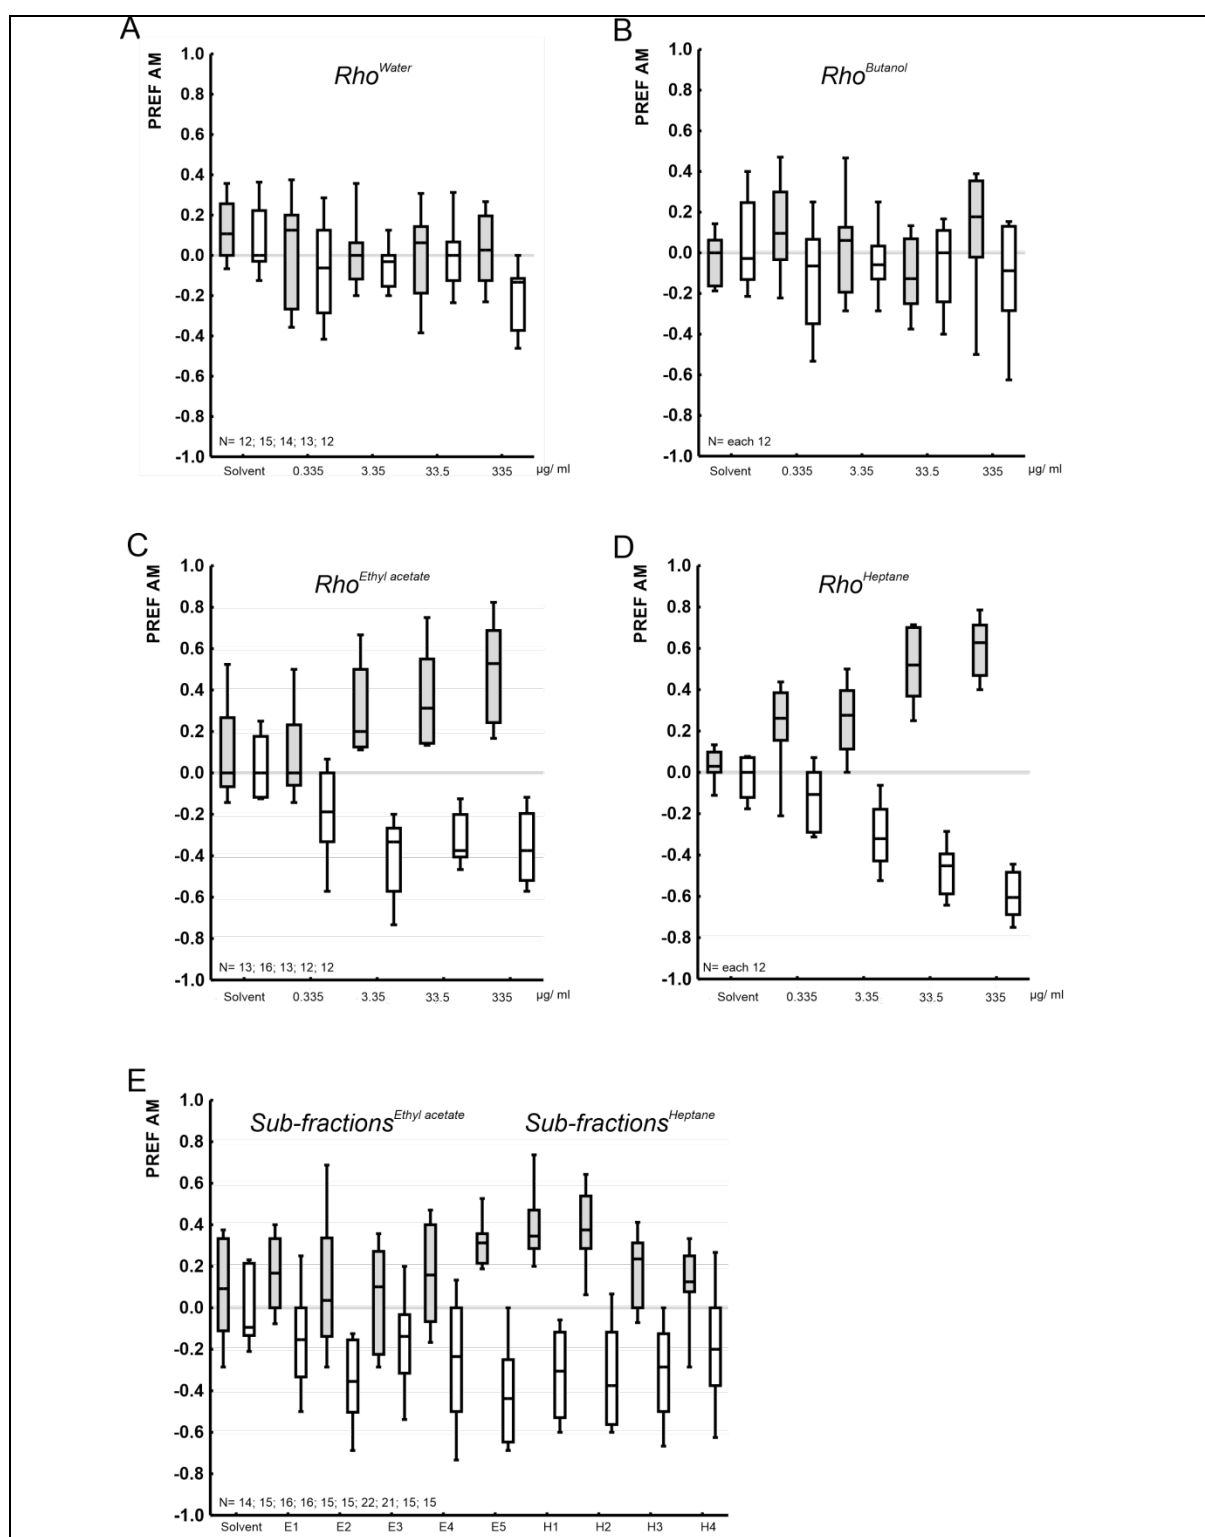 A
B
PREF AM
Rho^Water
1.0
0.8
0.6
0.4
0.2
0.0
-0.2
-0.4
-0.6
-0.8
-1.0
N= 12; 15; 14; 13; 12
Solvent 0.335 3.35 33.5 335 µg/ ml
PREF AM
Rho^Butanol
1.0
0.8
0.6
0.4
0.2
0.0
-0.2
-0.4
-0.6
-0.8
-1.0
N= each 12
Solvent 0.335 3.35 33.5 335 µg/ ml
C
D
PREF AM
Rho^Ethyl acetate
1.0
0.8
0.6
0.4
0.2
0.0
-0.2
-0.4
-0.6
-0.8
-1.0
N= 13; 16; 13; 12; 12
Solvent 0.335 3.35 33.5 335 µg/ ml
PREF AM
Rho^Heptane
1.0
0.8
0.6
0.4
0.2
0.0
-0.2
-0.4
-0.6
-0.8
-1.0
N= each 12
Solvent 0.335 3.35 33.5 335 µg/ ml
E
PREF AM
Sub-fractions^Ethyl acetate Sub-fractions^Heptane
1.0
0.8
0.6
0.4
0.2
0.0
-0.2
-0.4
-0.6
-0.8
-1.0
N= 14; 15; 16; 16; 15; 15; 22; 21; 15; 15
Solvent E1 E2 E3 E4 E5 H1 H2 H3 H4